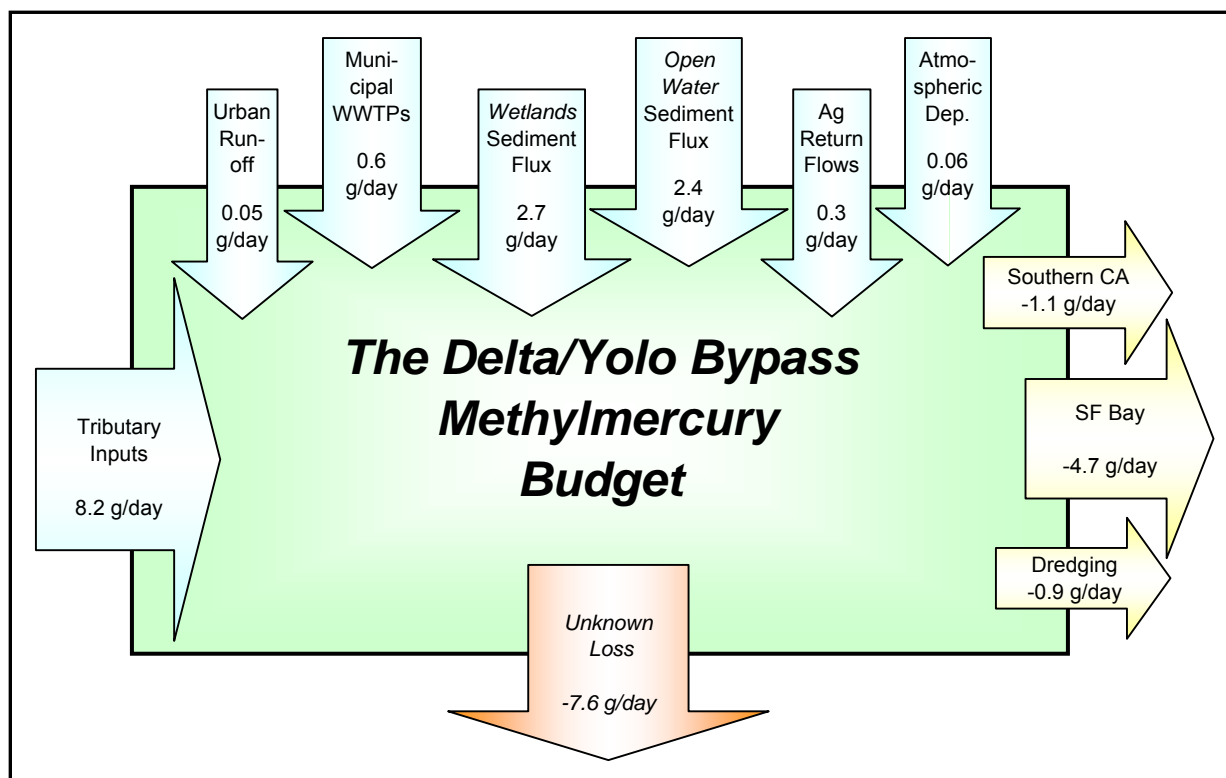 Urban
Run-
off
0.05
g/day
Muni-
cipal
WWTPs
0.6
g/day
Wetlands
Sediment
Flux
2.7
g/day
Open
Water
Sediment
Flux
2.4
g/day
Ag
Return
Flows
0.3
g/day
Atmo-
spheric
Dep.
0.06
g/day
Tributary
Inputs
8.2 g/day
The Delta/Yolo Bypass
Methylmercury
Budget
Southern CA
-1.1 g/day
SF Bay
-4.7 g/day
Dredging
-0.9 g/day
Unknown
Loss
-7.6 g/day